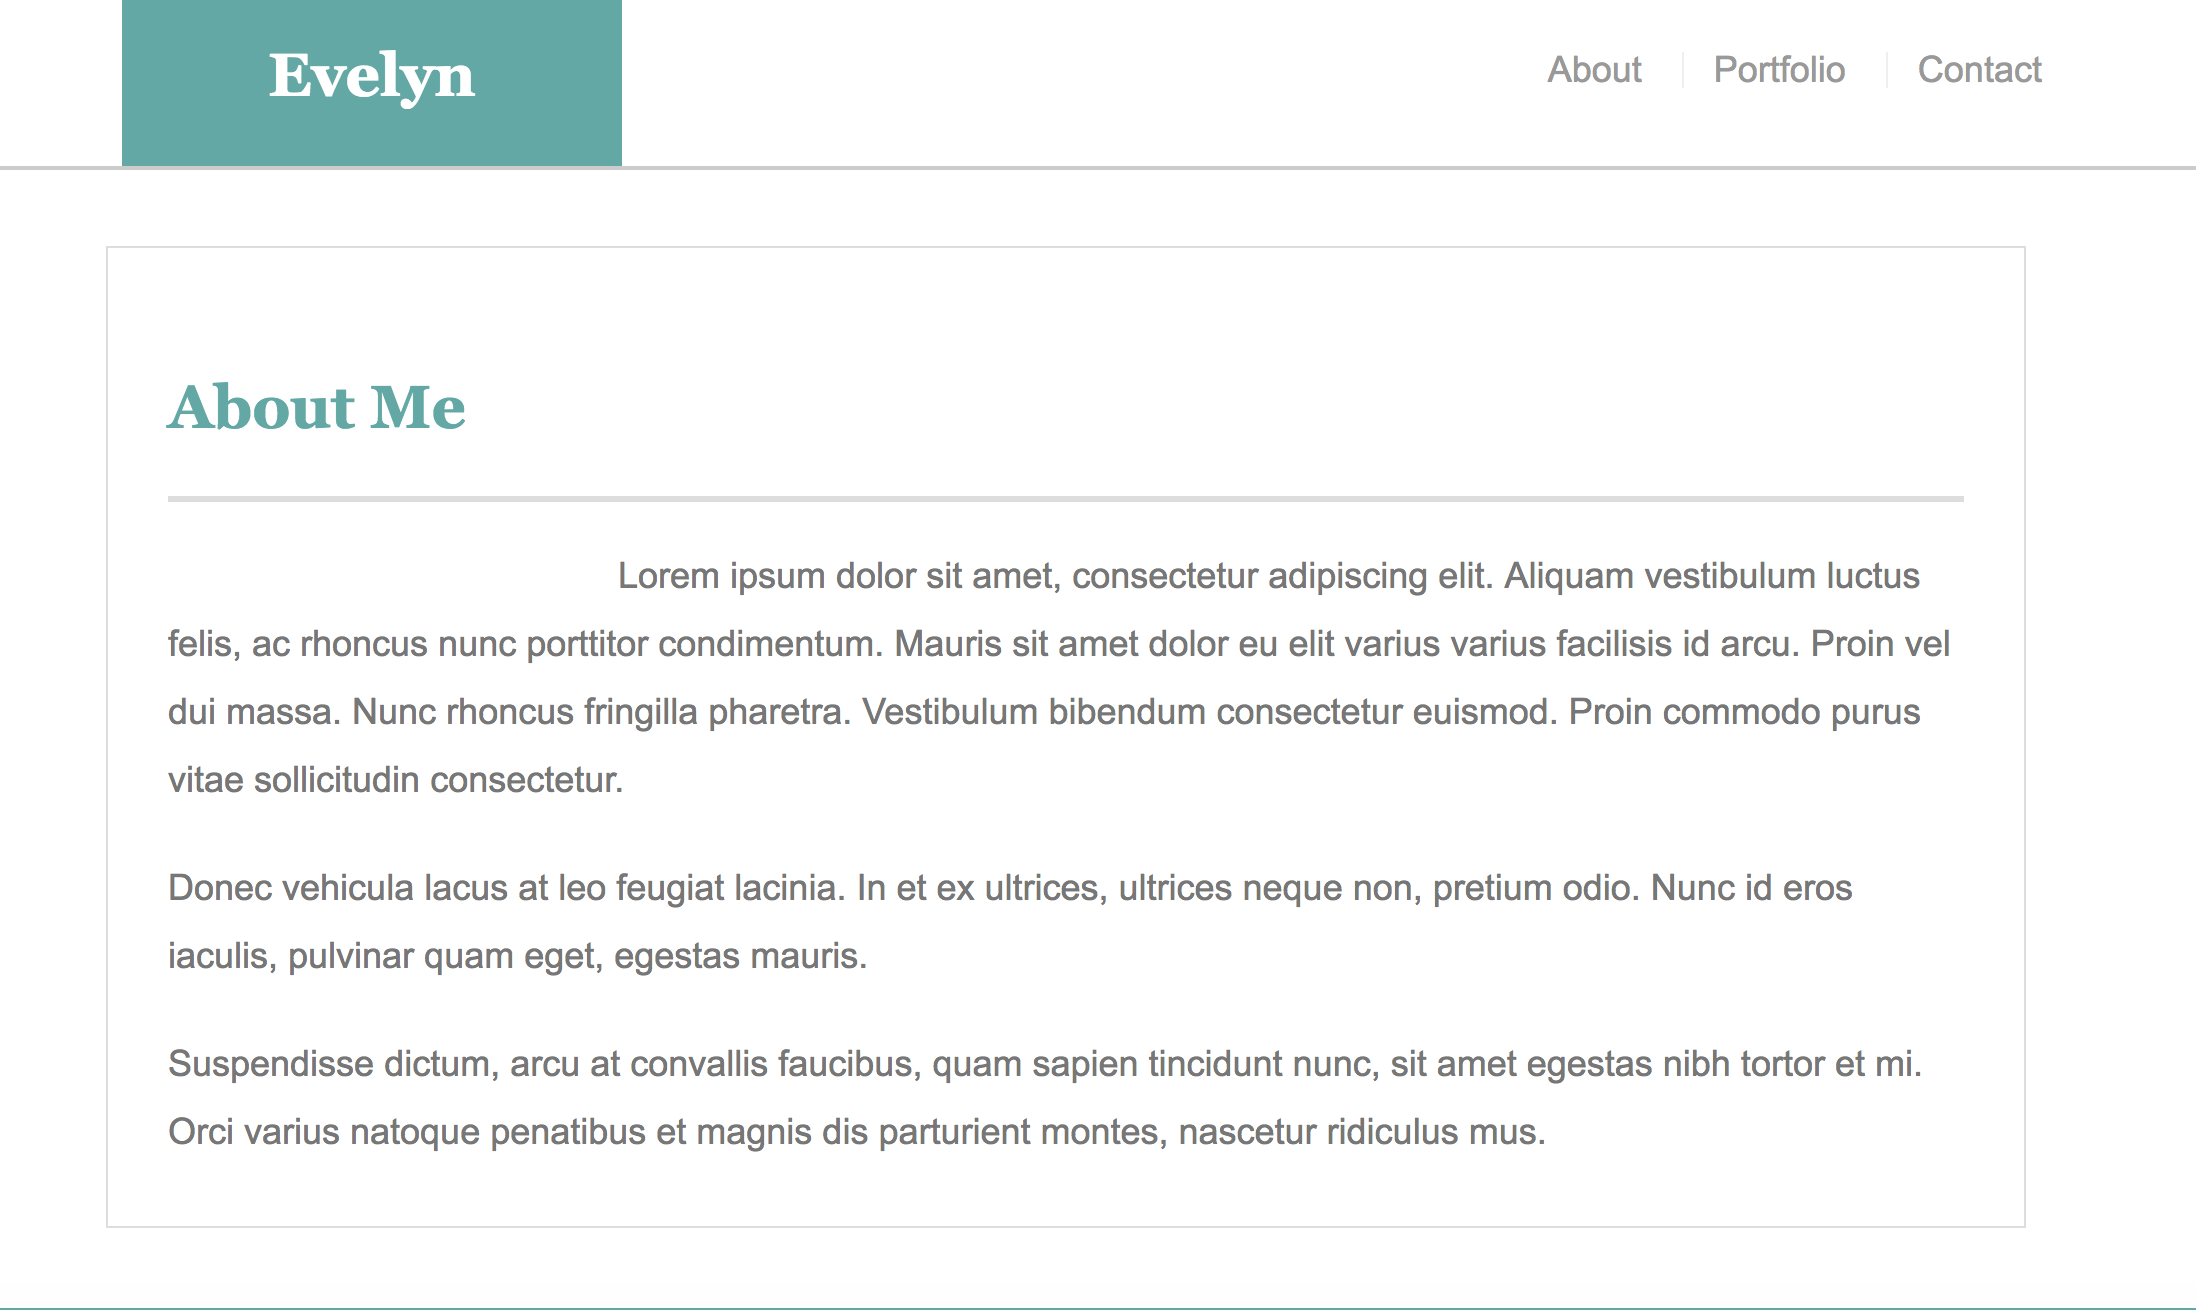 Evelyn
About
Portfolio
Contact
About Me
Lorem ipsum dolor sit amet, consectetur adipiscing elit. Aliquam vestibulum luctus
felis, ac rhoncus nunc porttitor condimentum. Mauris sit amet dolor eu elit varius varius facilisis id arcu. Proin vel
dui massa. Nunc rhoncus fringilla pharetra. Vestibulum bibendum consectetur euismod. Proin commodo purus
vitae sollicitudin consectetur.
Donec vehicula lacus at leo feugiat lacinia. In et ex ultrices, ultrices neque non, pretium odio. Nunc id eros
iaculis, pulvinar quam eget, egestas mauris.
Suspendisse dictum, arcu at convallis faucibus, quam sapien tincidunt nunc, sit amet egestas nibh tortor et mi.
Orci varius natoque penatibus et magnis dis parturient montes, nascetur ridiculus mus.